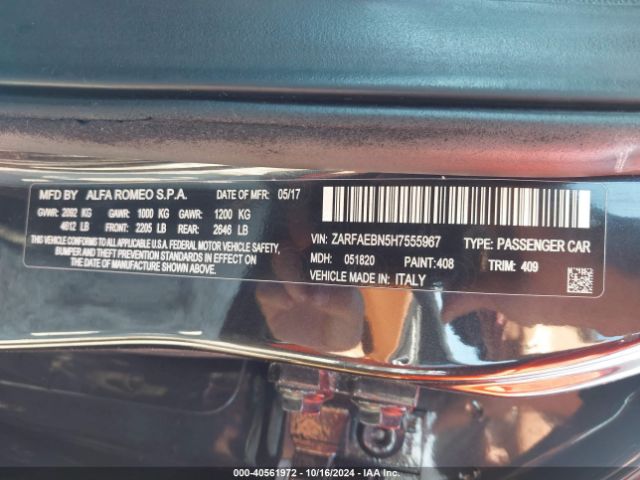 MFD BY ALFA ROMEO S.P.A. DATE OF MFR 05/17
GVWR: 2092 KG GAWR: 1000 KG GAWR: 1200 KG
4612 LB FRONT: 2205 LB REAR: 2646 LB
THIS VEHICLE CONFORMS TO ALL U.S. FEDERAL MOTOR VEHICLE SAFETY,
BUMPER AND THEFT PREVENTION STANDARDS IN EFFECT ON
THE DATE OF MANUFACTURE SHOWN ABOVE.
VIN: ZARFAEBN5H7555967 TYPE: PASSENGER CAR
MDH: 051820 PAINT: 408 TRIM: 409
VEHICLE MADE IN: ITALY
000-40561972 - 10/16/2024 - IAA Inc.